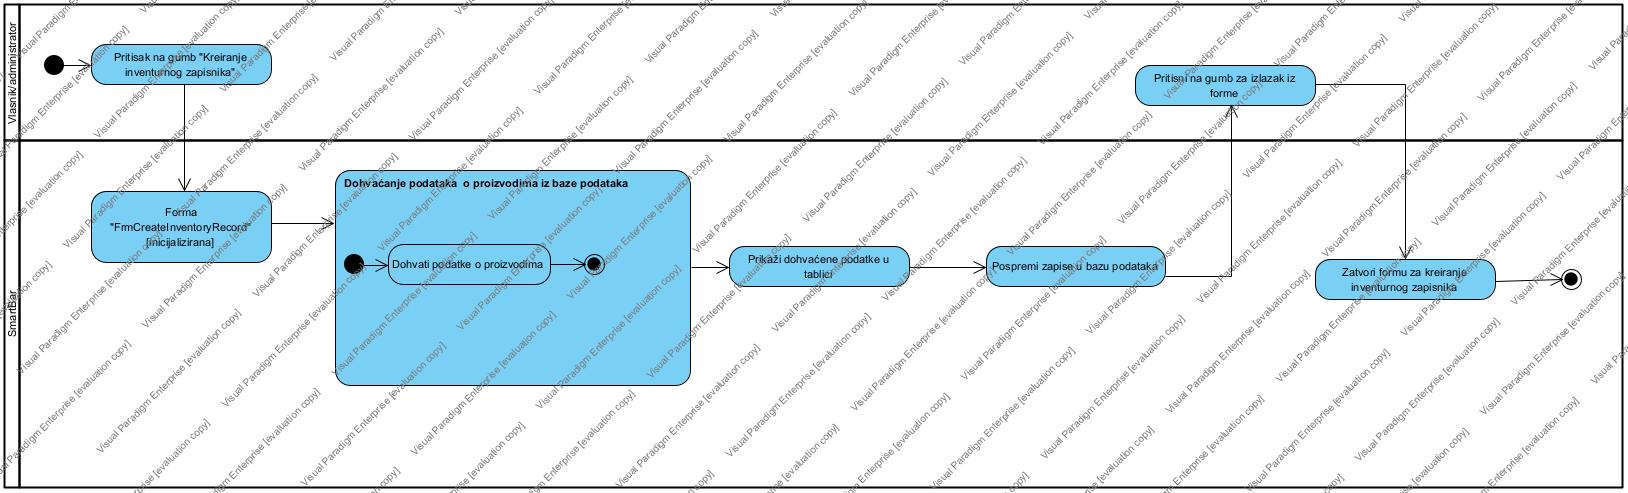 Vlasnik/administrator
Pritisak na gumb "Kreiranje
inventurnog zapisnika"
Pritisni na gumb za izlazak iz
forme
SmartBar
Forma
"FrmCreateInventoryRecord"
[inicijalizirana]
Dohvaćanje podataka o proizvodima iz baze podataka
Dohvati podatke o proizvodima
Prikaži dohvaćene podatke u
tablici
Pospremi zapise u bazu podataka
Zatvori formu za kreiranje
inventurnog zapisnika
Visual Paradigm Enterprise [evaluation copy]